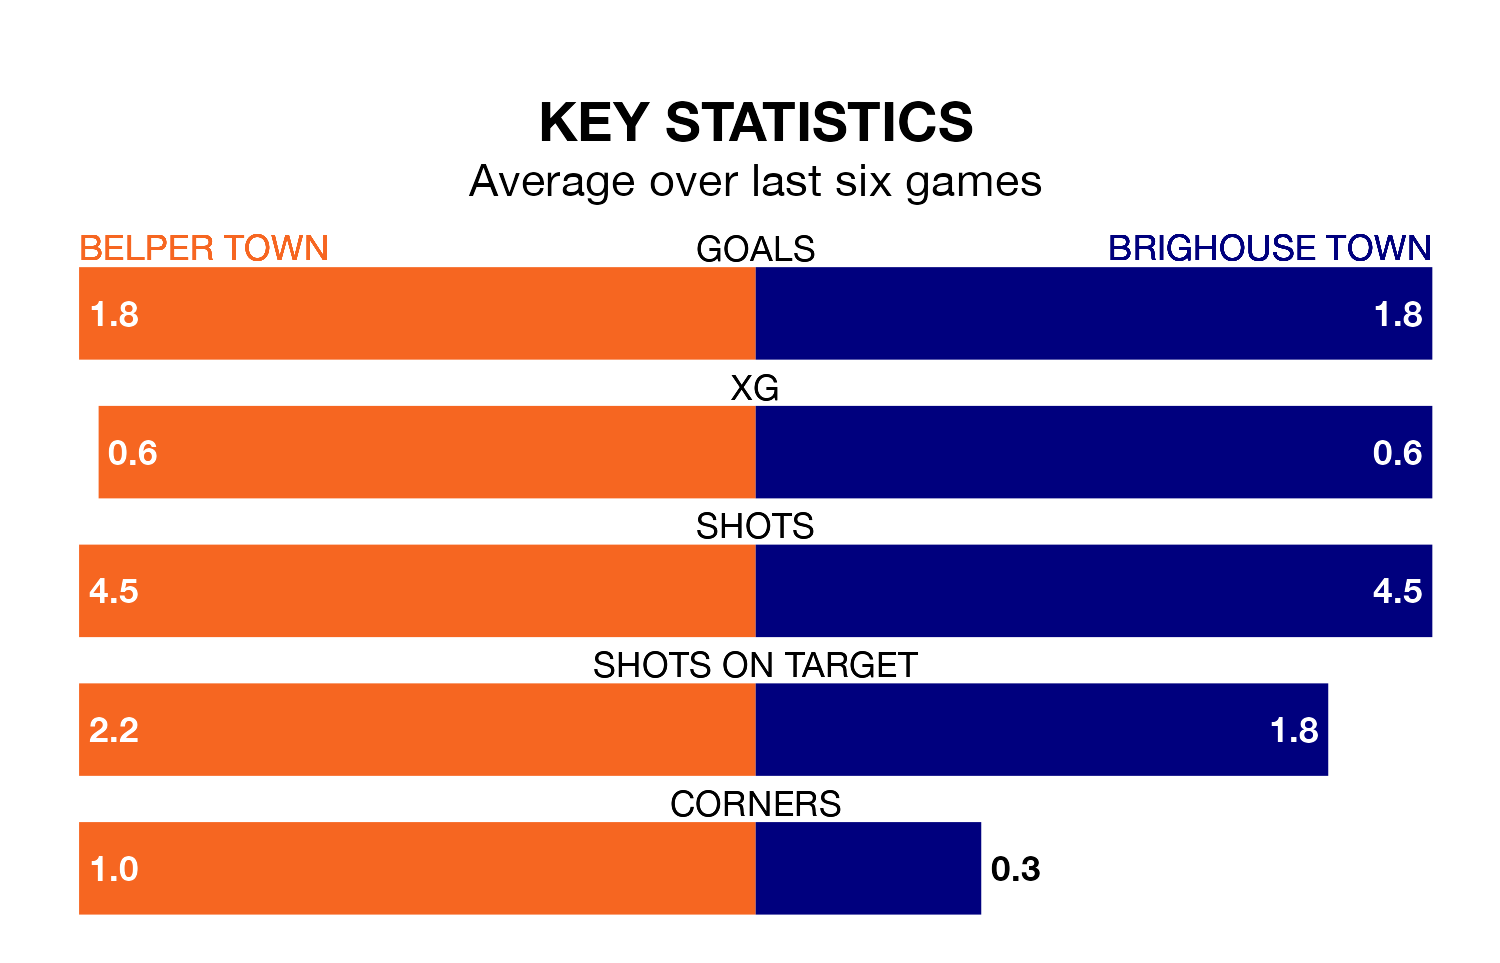 KEY STATISTICS
Average over last six games
BELPER TOWN GOALS BRIGHOUSE TOWN
1.8 1.8
XG
0.6 0.6
SHOTS
4.5 4.5
SHOTS ON TARGET
2.2 1.8
CORNERS
1.0 0.3